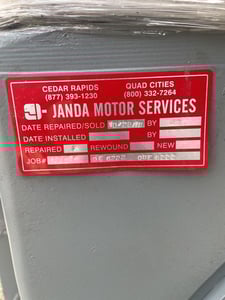 CEDAR RAPIDS QUAD CITIES
(877) 393-1230 (800) 332-7264
JANDA MOTOR SERVICES
DATE REPAIRED/SOLD BY
DATE INSTALLED BY
REPAIRED REWOUND NEW
JOB#